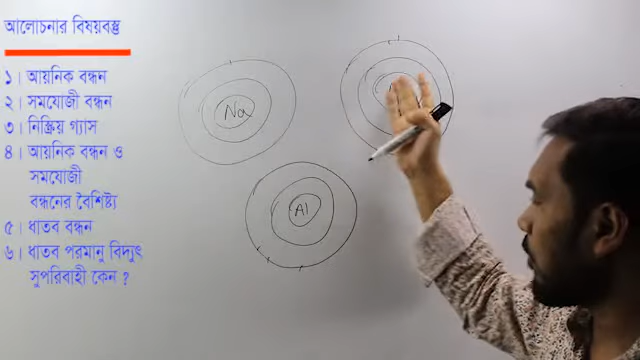 আলোচনার বিষয়বস্তু
১। আয়নিক বন্ধন
২। সমযোজী বন্ধন
৩। নিষ্ক্রিয় গ্যাস
৪। আয়নিক বন্ধন ও
সমযোজী
বন্ধনের বৈশিষ্ট্য
৫। ধাতব বন্ধন
৬। ধাতব পরমানু বিদ্যুৎ
সুপরিবাহী কেন ?
Na
Al